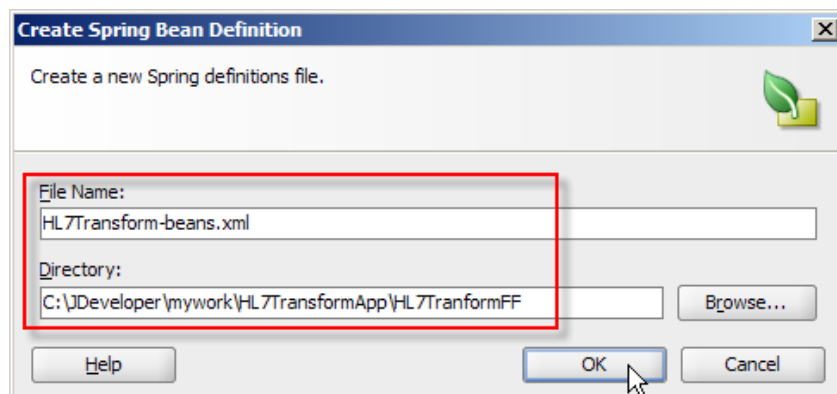 Create Spring Bean Definition
Create a new Spring definitions file.
File Name:
HL7Transform-beans.xml
Directory:
C:\JDeveloper\mywork\HL7TransformApp\HL7TranformFF
Browse...
Help
OK
Cancel